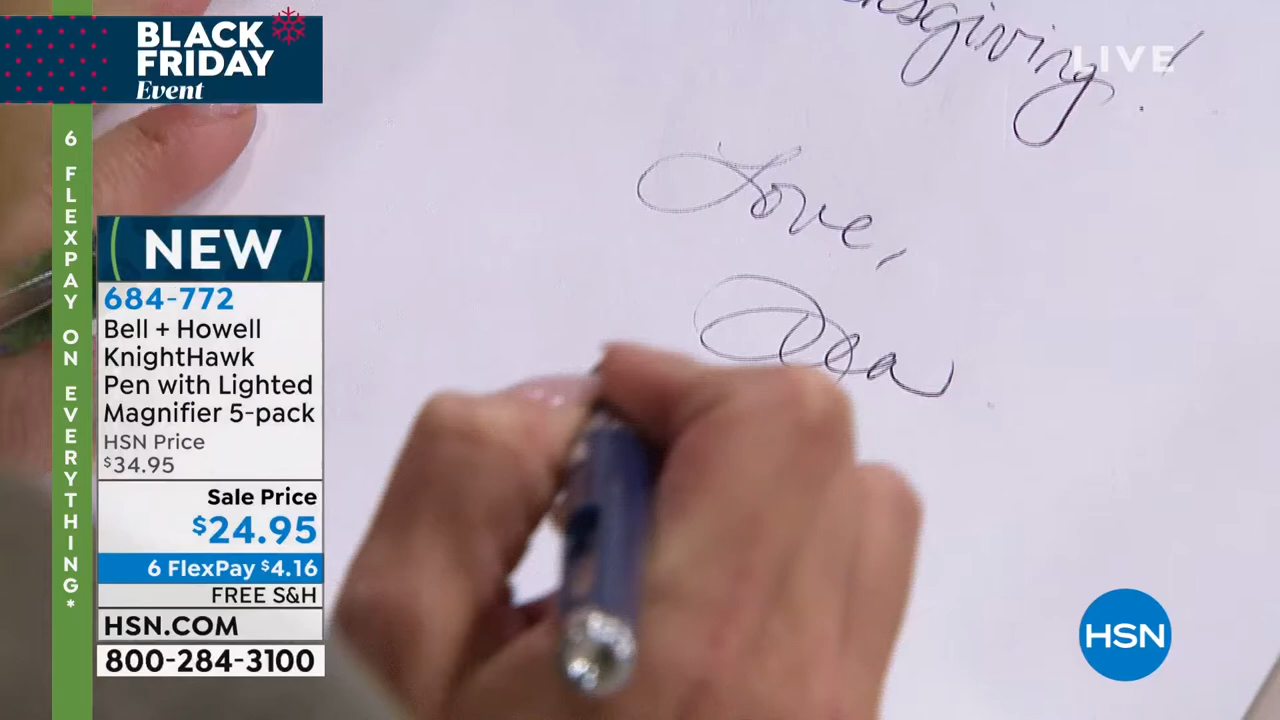 BLACK
FRIDAY
Event
LIVE
Love,
6 FLEXPAY ON EVERYTHING*
(NEW)
684-772
Bell + Howell
KnightHawk
Pen with Lighted
Magnifier 5-pack
HSN Price
$34.95
Sale Price
$24.95
6 FlexPay $4.16
FREE S&H
HSN.COM
800-284-3100
HSN